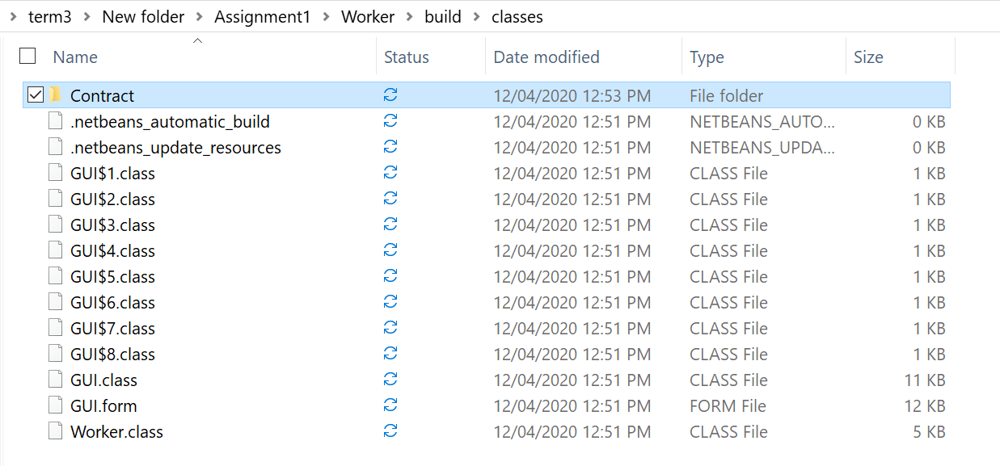 term3 > New folder > Assignment1 > Worker > build > classes
Name Status Date modified Type Size
Contract 12/04/2020 12:53 PM File folder
.netbeans_automatic_build 12/04/2020 12:51 PM NETBEANS_AUTO... 0 KB
.netbeans_update_resources 12/04/2020 12:51 PM NETBEANS_UPDA... 0 KB
GUI$1.class 12/04/2020 12:51 PM CLASS File 1 KB
GUI$2.class 12/04/2020 12:51 PM CLASS File 1 KB
GUI$3.class 12/04/2020 12:51 PM CLASS File 1 KB
GUI$4.class 12/04/2020 12:51 PM CLASS File 1 KB
GUI$5.class 12/04/2020 12:51 PM CLASS File 1 KB
GUI$6.class 12/04/2020 12:51 PM CLASS File 1 KB
GUI$7.class 12/04/2020 12:51 PM CLASS File 1 KB
GUI$8.class 12/04/2020 12:51 PM CLASS File 1 KB
GUI.class 12/04/2020 12:51 PM CLASS File 11 KB
GUI.form 12/04/2020 12:51 PM FORM File 12 KB
Worker.class 12/04/2020 12:51 PM CLASS File 5 KB